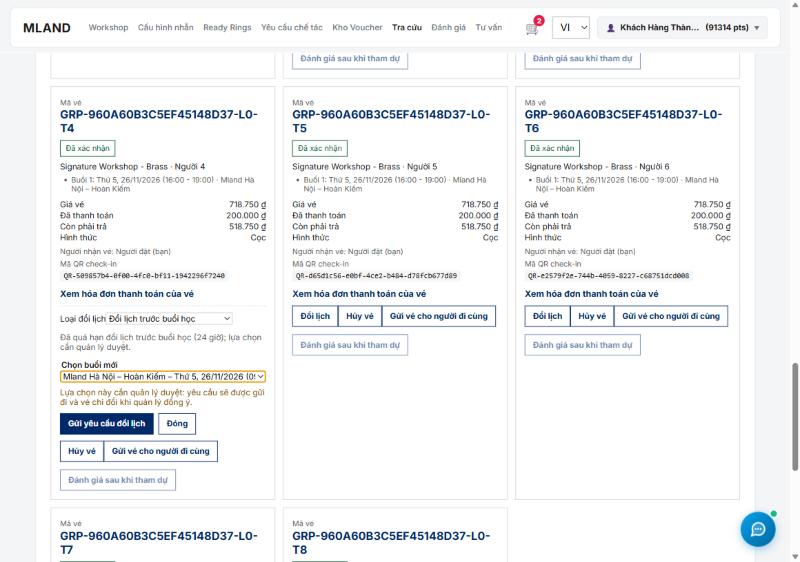 MLAND
Workshop
Cấu hình nhẫn
Ready Rings
Yêu cầu chế tác
Kho Voucher
Tra cứu
Đánh giá
Tư vấn
2
VI
Khách Hàng Thàn... (91314 pts)
Đánh giá sau khi tham dự
Đánh giá sau khi tham dự
Mã vé
GRP-960A60B3C5EF45148D37-L0-
T4
Đã xác nhận
Signature Workshop - Brass · Người 4
• Buổi 1: Thứ 5, 26/11/2026 (16:00 - 19:00) · Mland Hà
Nội – Hoàn Kiếm
Giá vé 718.750 ₫
Đã thanh toán 200.000 ₫
Còn phải trả 518.750 ₫
Hình thức Cọc
Người nhận vé: Người đặt (bạn)
Mã QR check-in
QR-509857b4-0f00-4fc0-bf11-1942296f7240
Xem hóa đơn thanh toán của vé
Loại đổi lịch Đổi lịch trước buổi học
Đã quá hạn đổi lịch trước buổi học (24 giờ); lựa chọn
cần quản lý duyệt.
Chọn buổi mới
Mland Hà Nội – Hoàn Kiếm – Thứ 5, 26/11/2026
Lựa chọn này cần quản lý duyệt: yêu cầu sẽ được gửi
đi và vé chỉ đổi khi quản lý đồng ý.
Gửi yêu cầu đổi lịch
Đóng
Hủy vé
Gửi vé cho người đi cùng
Đánh giá sau khi tham dự
Mã vé
GRP-960A60B3C5EF45148D37-L0-
T5
Đã xác nhận
Signature Workshop - Brass · Người 5
• Buổi 1: Thứ 5, 26/11/2026 (16:00 - 19:00) · Mland Hà
Nội – Hoàn Kiếm
Giá vé 718.750 ₫
Đã thanh toán 200.000 ₫
Còn phải trả 518.750 ₫
Hình thức Cọc
Người nhận vé: Người đặt (bạn)
Mã QR check-in
QR-d65d1c56-e0bf-4ce2-b484-d78fcb677d89
Xem hóa đơn thanh toán của vé
Đổi lịch
Hủy vé
Gửi vé cho người đi cùng
Đánh giá sau khi tham dự
Mã vé
GRP-960A60B3C5EF45148D37-L0-
T6
Đã xác nhận
Signature Workshop - Brass · Người 6
• Buổi 1: Thứ 5, 26/11/2026 (16:00 - 19:00) · Mland Hà
Nội – Hoàn Kiếm
Giá vé 718.750 ₫
Đã thanh toán 200.000 ₫
Còn phải trả 518.750 ₫
Hình thức Cọc
Người nhận vé: Người đặt (bạn)
Mã QR check-in
QR-e2579f2e-744b-4059-8227-c68751dcd008
Xem hóa đơn thanh toán của vé
Đổi lịch
Hủy vé
Gửi vé cho người đi cùng
Đánh giá sau khi tham dự
Mã vé
GRP-960A60B3C5EF45148D37-L0-
T7
Mã vé
GRP-960A60B3C5EF45148D37-L0-
T8